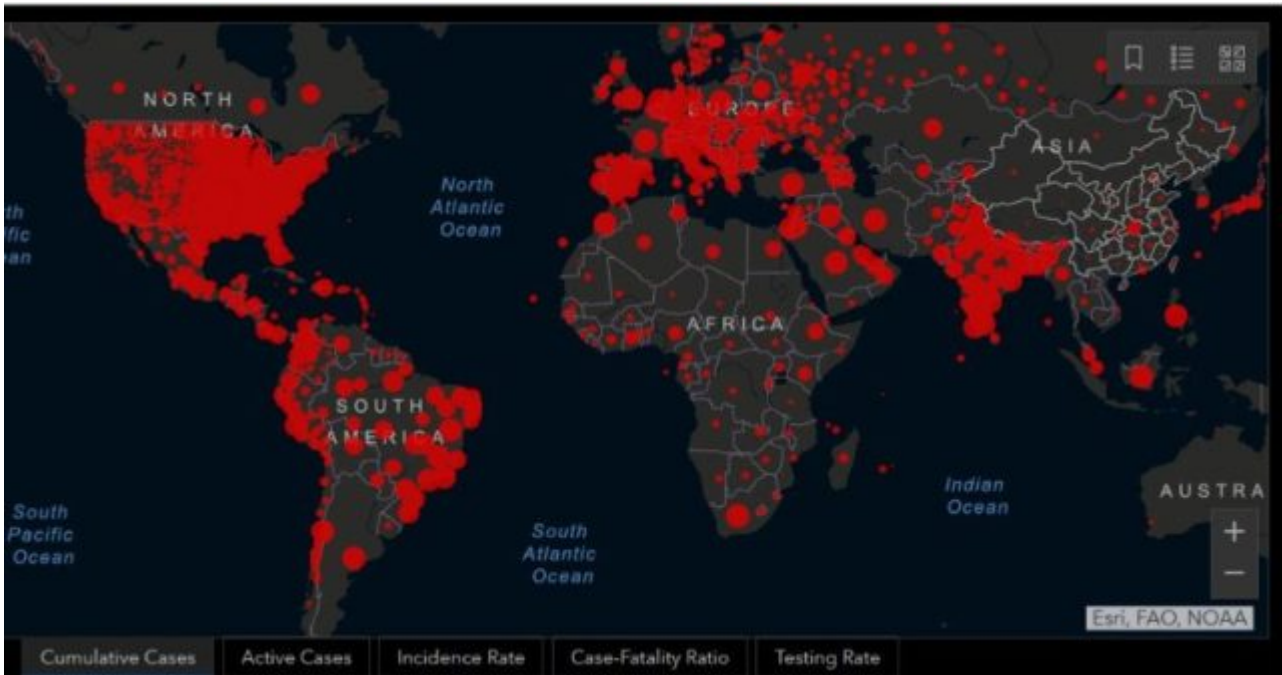 NORTH
AMERICA
EUROPE
ASIA
North
Atlantic
Ocean
AFRICA
SOUTH
AMERICA
Indian
Ocean
AUSTRA
South
Pacific
Ocean
South
Atlantic
Ocean
+
−
Esri, FAO, NOAA
Cumulative Cases
Active Cases
Incidence Rate
Case-Fatality Ratio
Testing Rate